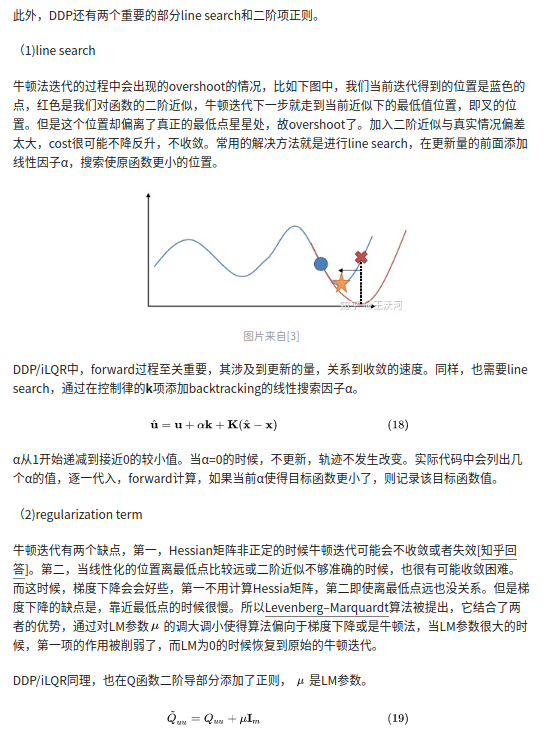 此外，DDP还有两个重要的部分line search和二阶项正则。
（1)line search
牛顿法迭代的过程中会出现的overshoot的情况，比如下图中，我们当前迭代得到的位置是蓝色的
点，红色是我们对函数的二阶近似，牛顿迭代下一步就走到当前近似下的最低值位置，即叉的位
置。但是这个位置却偏离了真正的最低点星星处，故overshoot了。加入二阶近似与真实情况偏差
太大，cost很可能不降反升，不收敛。常用的解决方法就是进行line search，在更新量的前面添加
线性因子α，搜索使原函数更小的位置。
知乎 @王沃河
图片来自[3]
DDP/iLQR中，forward过程至关重要，其涉及到更新的量，关系到收敛的速度。同样，也需要line
search，通过在控制律的k项添加backtracking的线性搜索因子α。
û = u + αk + K(x̂ − x) (18)
α从1开始递减到接近0的较小值。当α=0的时候，不更新，轨迹不发生改变。实际代码中会列出几
个α的值，逐一代入，forward计算，如果当前α使得目标函数更小了，则记录该目标函数值。
（2)regularization term
牛顿迭代有两个缺点，第一，Hessian矩阵非正定的时候牛顿迭代可能会不收敛或者失效[知乎回
答]。第二，当线性化的位置离最低点比较远或二阶近似不够准确的时候，也很有可能收敛困难。
而这时候，梯度下降会会好些，第一不用计算Hessia矩阵，第二即使离最低点远也没关系。但是梯
度下降的缺点是，靠近最低点的时候很慢。所以Levenberg–Marquardt算法被提出，它结合了两
者的优势，通过对LM参数μ 的调大调小使得算法偏向于梯度下降或是牛顿法，当LM参数很大的时
候，第一项的作用被削弱了，而LM为0的时候恢复到原始的牛顿迭代。
DDP/iLQR同理，也在Q函数二阶导部分添加了正则， μ 是LM参数。
Q̃ᵤᵤ = Qᵤᵤ + μIₘ (19)